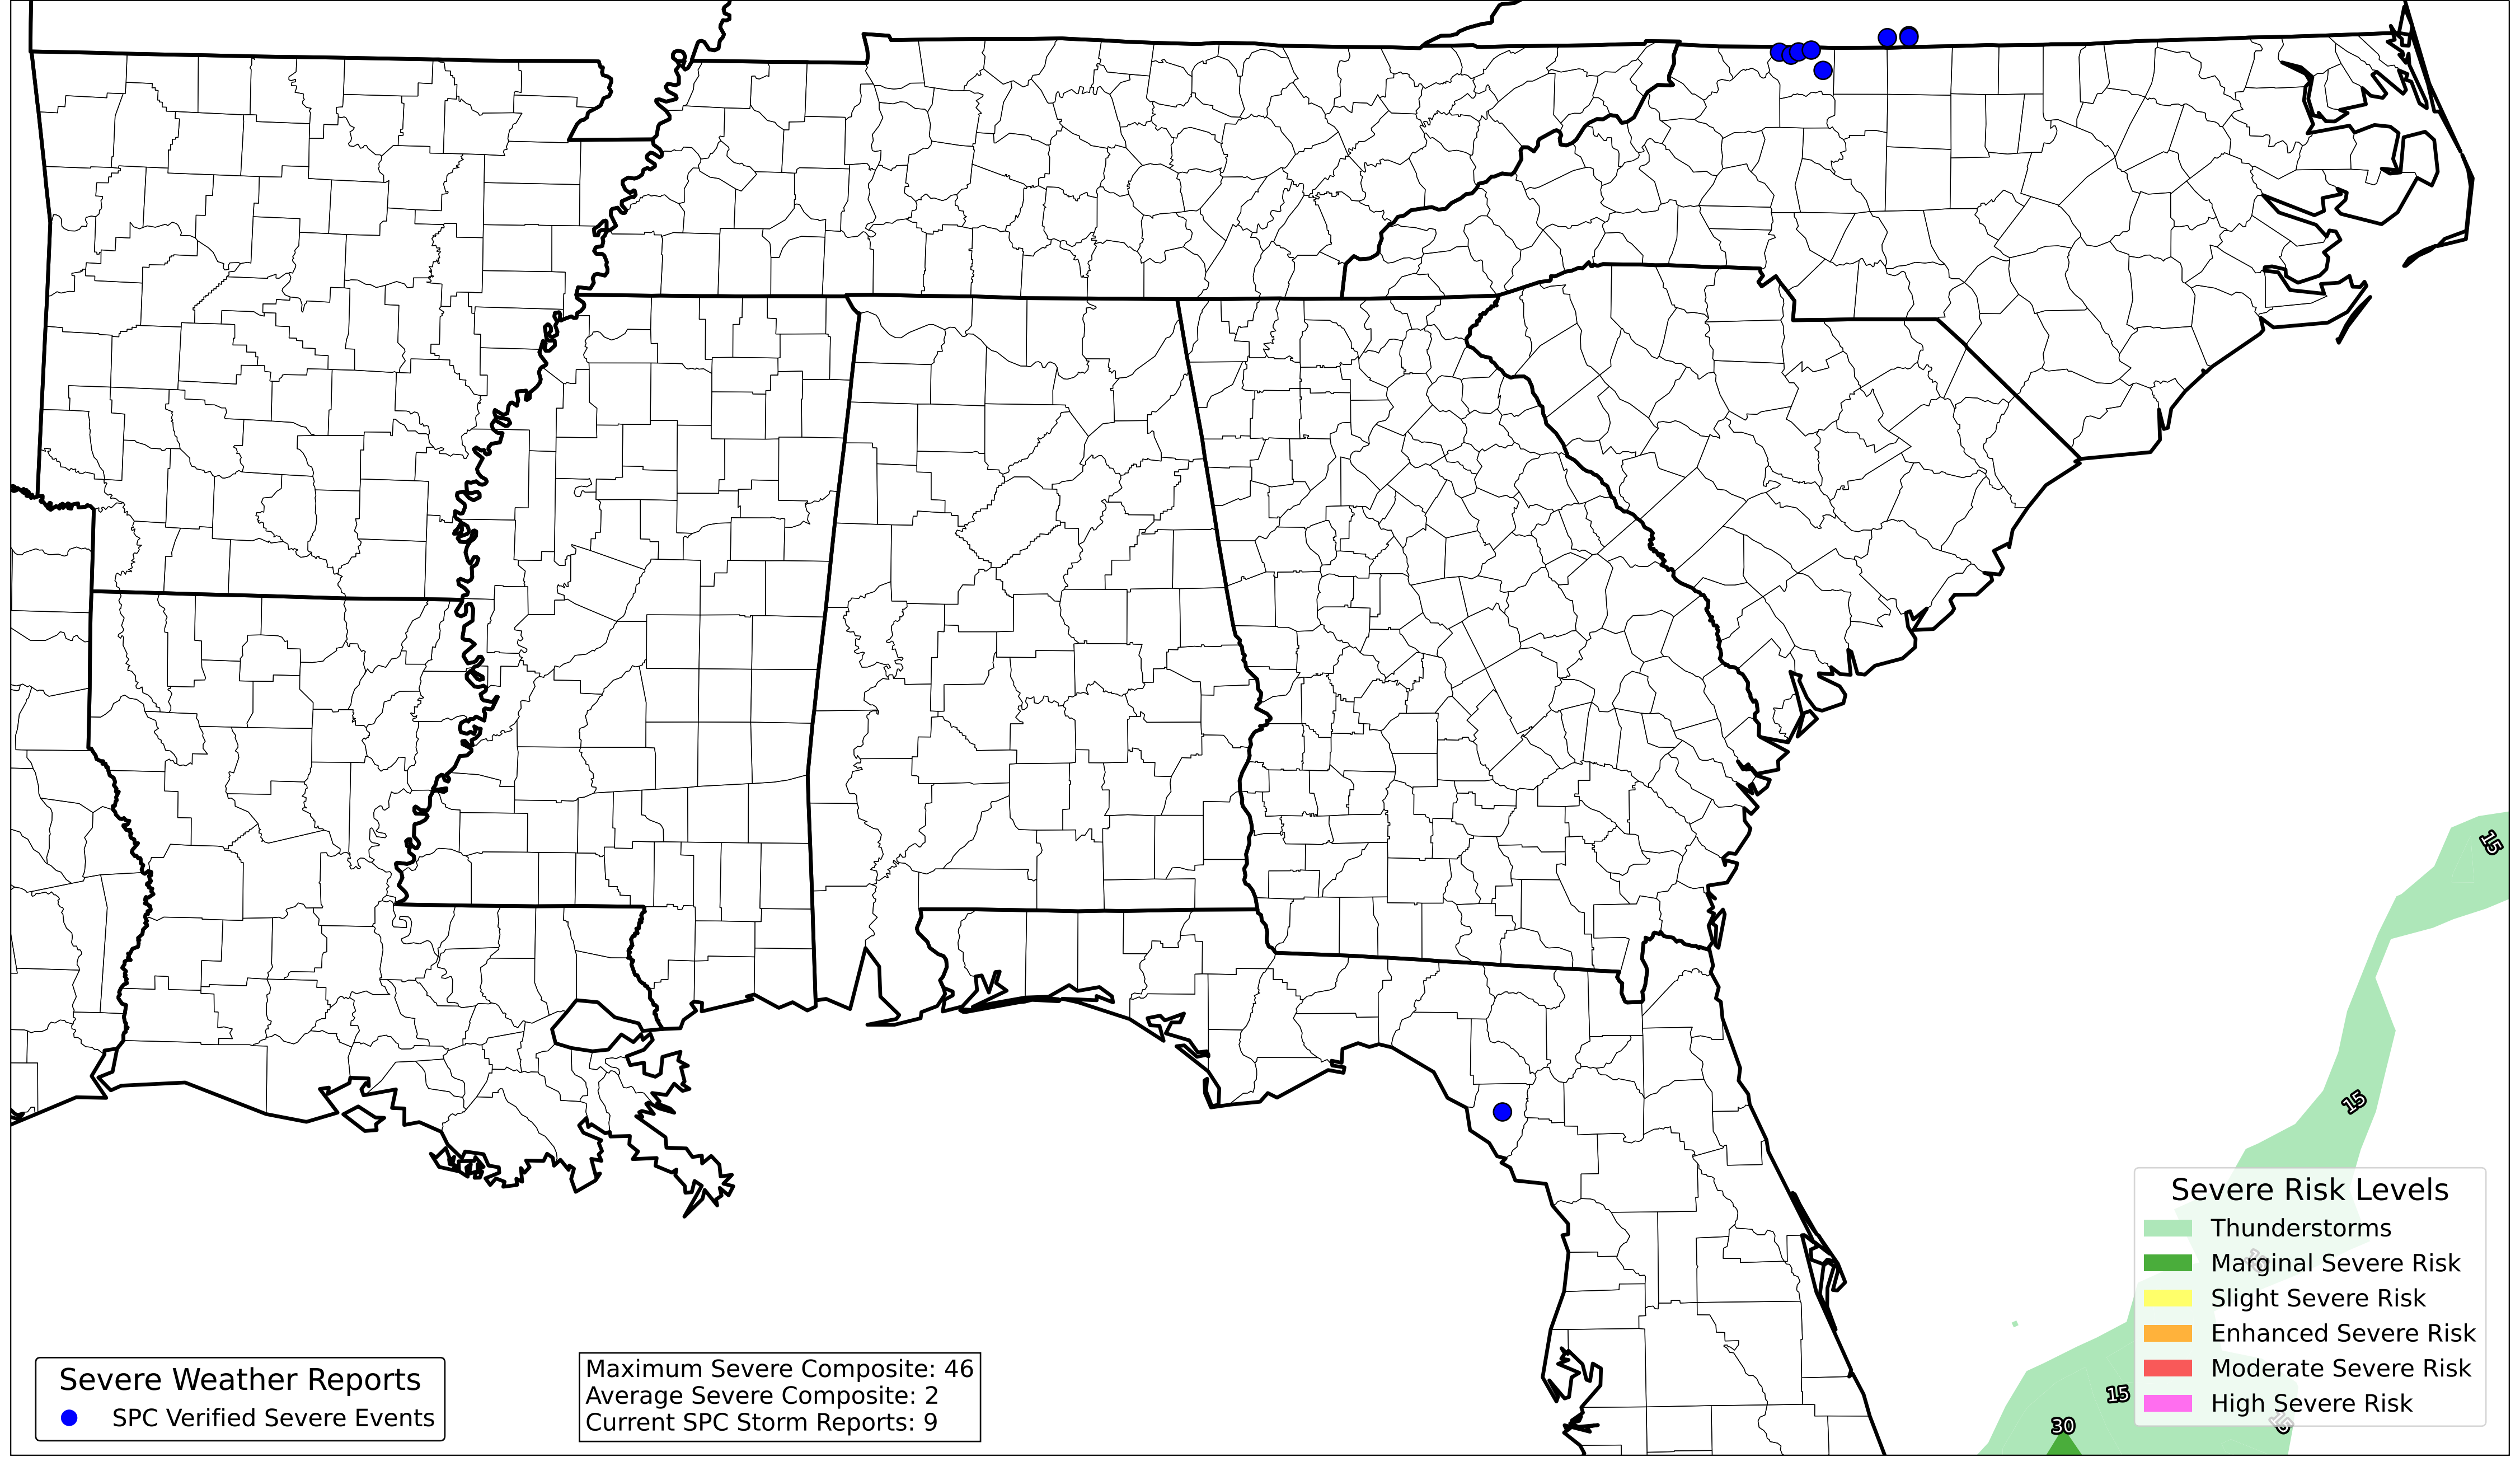 15
15
15
30
Severe Risk Levels
Thunderstorms
Marginal Severe Risk
Slight Severe Risk
Enhanced Severe Risk
Moderate Severe Risk
High Severe Risk
Severe Weather Reports
SPC Verified Severe Events
Maximum Severe Composite: 46
Average Severe Composite: 2
Current SPC Storm Reports: 9